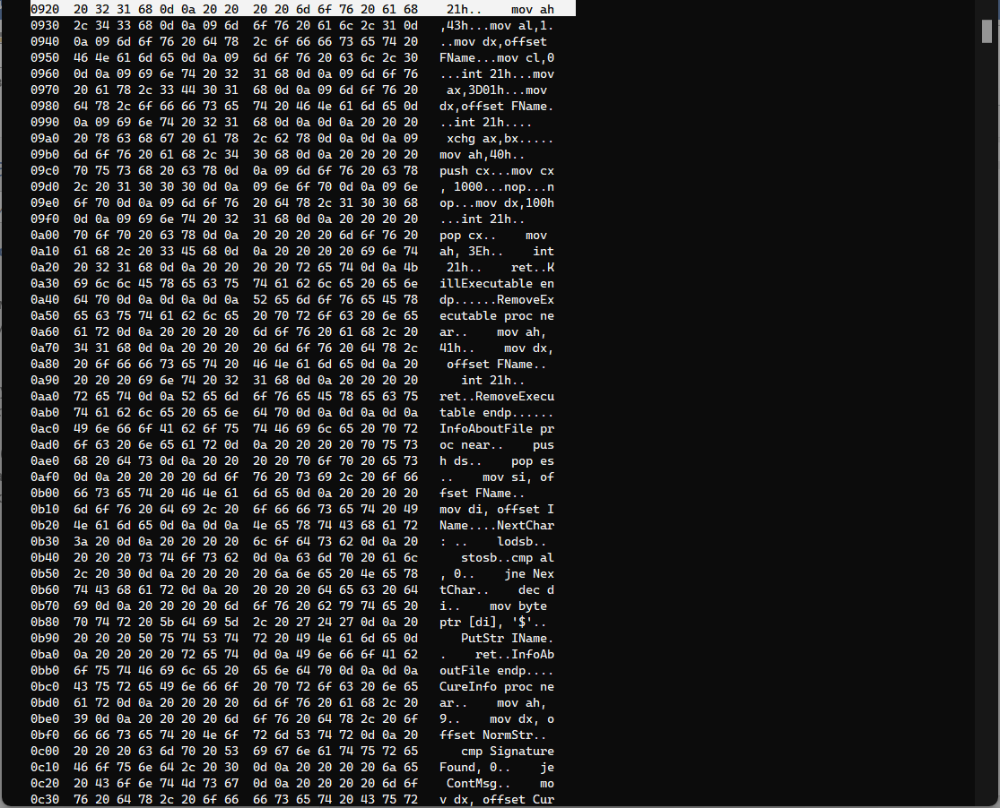 0920  20 32 31 68 0d 0a 20 20  20 20 6d 6f 76 20 61 68   21h..    mov ah
0930  2c 34 33 68 0d 0a 09 6d  6f 76 20 61 6c 2c 31 0d  ,43h...mov al,1.
0940  0a 09 6d 6f 76 20 64 78  2c 6f 66 66 73 65 74 20  ..mov dx,offset
0950  46 4e 61 6d 65 0d 0a 09  6d 6f 76 20 63 6c 2c 30  FName...mov cl,0
0960  0d 0a 09 69 6e 74 20 32  31 68 0d 0a 09 6d 6f 76  ...int 21h...mov
0970  20 61 78 2c 33 44 30 31  68 0d 0a 09 6d 6f 76 20   ax,3D01h...mov
0980  64 78 2c 6f 66 66 73 65  74 20 46 4e 61 6d 65 0d  dx,offset FName.
0990  0a 09 69 6e 74 20 32 31  68 0d 0a 0d 0a 20 20 20  ..int 21h....
09a0  20 78 63 68 67 20 61 78  2c 62 78 0d 0a 0d 0a 09   xchg ax,bx.....
09b0  6d 6f 76 20 61 68 2c 34  30 68 0d 0a 20 20 20 20  mov ah,40h..
09c0  70 75 73 68 20 63 78 0d  0a 09 6d 6f 76 20 63 78  push cx...mov cx
09d0  2c 20 31 30 30 30 0d 0a  09 6e 6f 70 0d 0a 09 6e  , 1000...nop...n
09e0  6f 70 0d 0a 09 6d 6f 76  20 64 78 2c 31 30 30 68  op...mov dx,100h
09f0  0d 0a 09 69 6e 74 20 32  31 68 0d 0a 20 20 20 20  ...int 21h..
0a00  70 6f 70 20 63 78 0d 0a  20 20 20 20 6d 6f 76 20  pop cx..    mov
0a10  61 68 2c 20 33 45 68 0d  0a 20 20 20 20 69 6e 74  ah, 3Eh..    int
0a20  20 32 31 68 0d 0a 20 20  20 20 72 65 74 0d 0a 4b   21h..    ret..K
0a30  69 6c 6c 45 78 65 63 75  74 61 62 6c 65 20 65 6e  illExecutable en
0a40  64 70 0d 0a 0d 0a 0d 0a  52 65 6d 6f 76 65 45 78  dp......RemoveEx
0a50  65 63 75 74 61 62 6c 65  20 70 72 6f 63 20 6e 65  ecutable proc ne
0a60  61 72 0d 0a 20 20 20 20  6d 6f 76 20 61 68 2c 20  ar..    mov ah,
0a70  34 31 68 0d 0a 20 20 20  20 6d 6f 76 20 64 78 2c  41h..    mov dx,
0a80  20 6f 66 66 73 65 74 20  46 4e 61 6d 65 0d 0a 20   offset FName..
0a90  20 20 20 69 6e 74 20 32  31 68 0d 0a 20 20 20 20     int 21h..
0aa0  72 65 74 0d 0a 52 65 6d  6f 76 65 45 78 65 63 75  ret..RemoveExecu
0ab0  74 61 62 6c 65 20 65 6e  64 70 0d 0a 0d 0a 0d 0a  table endp......
0ac0  49 6e 66 6f 41 62 6f 75  74 46 69 6c 65 20 70 72  InfoAboutFile pr
0ad0  6f 63 20 6e 65 61 72 0d  0a 20 20 20 20 70 75 73  oc near..    pus
0ae0  68 20 64 73 0d 0a 20 20  20 20 70 6f 70 20 65 73  h ds..    pop es
0af0  0d 0a 20 20 20 20 6d 6f  76 20 73 69 2c 20 6f 66  ..    mov si, of
0b00  66 73 65 74 20 46 4e 61  6d 65 0d 0a 20 20 20 20  fset FName..
0b10  6d 6f 76 20 64 69 2c 20  6f 66 66 73 65 74 20 49  mov di, offset I
0b20  4e 61 6d 65 0d 0a 0d 0a  4e 65 78 74 43 68 61 72  Name....NextChar
0b30  3a 20 0d 0a 20 20 20 20  6c 6f 64 73 62 0d 0a 20  : ..    lodsb..
0b40  20 20 20 73 74 6f 73 62  0d 0a 63 6d 70 20 61 6c     stosb..cmp al
0b50  2c 20 30 0d 0a 20 20 20  20 6a 6e 65 20 4e 65 78  , 0..    jne Nex
0b60  74 43 68 61 72 0d 0a 20  20 20 20 64 65 63 20 64  tChar..    dec d
0b70  69 0d 0a 20 20 20 20 6d  6f 76 20 62 79 74 65 20  i..    mov byte
0b80  70 74 72 20 5b 64 69 5d  2c 20 27 24 27 0d 0a 20  ptr [di], '$'..
0b90  20 20 20 50 75 74 53 74  72 20 49 4e 61 6d 65 0d     PutStr IName.
0ba0  0a 20 20 20 20 72 65 74  0d 0a 49 6e 66 6f 41 62  .    ret..InfoAb
0bb0  6f 75 74 46 69 6c 65 20  65 6e 64 70 0d 0a 0d 0a  outFile endp....
0bc0  43 75 72 65 49 6e 66 6f  20 70 72 6f 63 20 6e 65  CureInfo proc ne
0bd0  61 72 0d 0a 20 20 20 20  6d 6f 76 20 61 68 2c 20  ar..    mov ah,
0be0  39 0d 0a 20 20 20 20 6d  6f 76 20 64 78 2c 20 6f  9..    mov dx, o
0bf0  66 66 73 65 74 20 4e 6f  72 6d 53 74 72 0d 0a 20  ffset NormStr..
0c00  20 20 20 63 6d 70 20 53  69 67 6e 61 74 75 72 65     cmp Signature
0c10  46 6f 75 6e 64 2c 20 30  0d 0a 20 20 20 20 6a 65  Found, 0..    je
0c20  20 43 6f 6e 74 4d 73 67  0d 0a 20 20 20 20 6d 6f   ContMsg..    mo
0c30  76 20 64 78 2c 20 6f 66  66 73 65 74 20 43 75 72  v dx, offset Cur